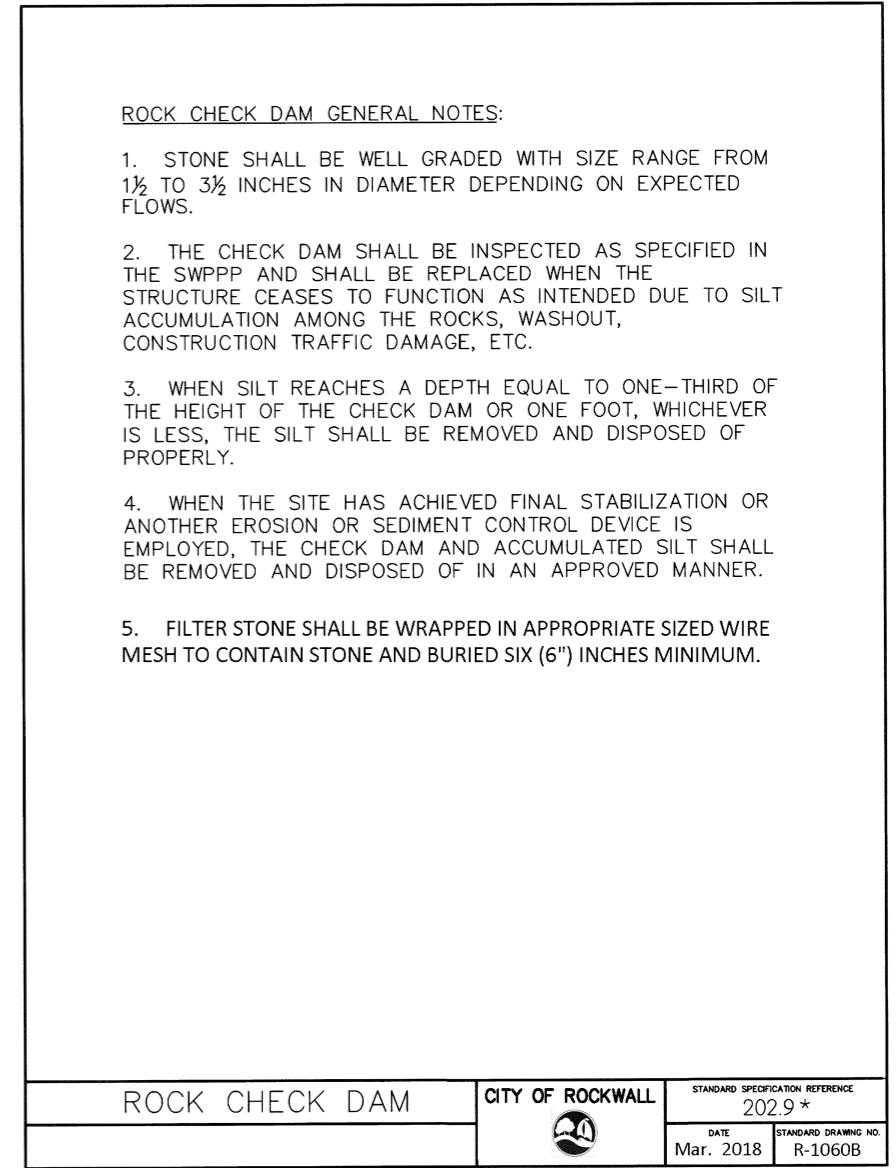 ROCK CHECK DAM GENERAL NOTES:
1. STONE SHALL BE WELL GRADED WITH SIZE RANGE FROM
1½ TO 3½ INCHES IN DIAMETER DEPENDING ON EXPECTED
FLOWS.
2. THE CHECK DAM SHALL BE INSPECTED AS SPECIFIED IN
THE SWPPP AND SHALL BE REPLACED WHEN THE
STRUCTURE CEASES TO FUNCTION AS INTENDED DUE TO SILT
ACCUMULATION AMONG THE ROCKS, WASHOUT,
CONSTRUCTION TRAFFIC DAMAGE, ETC.
3. WHEN SILT REACHES A DEPTH EQUAL TO ONE–THIRD OF
THE HEIGHT OF THE CHECK DAM OR ONE FOOT, WHICHEVER
IS LESS, THE SILT SHALL BE REMOVED AND DISPOSED OF
PROPERLY.
4. WHEN THE SITE HAS ACHIEVED FINAL STABILIZATION OR
ANOTHER EROSION OR SEDIMENT CONTROL DEVICE IS
EMPLOYED, THE CHECK DAM AND ACCUMULATED SILT SHALL
BE REMOVED AND DISPOSED OF IN AN APPROVED MANNER.
5. FILTER STONE SHALL BE WRAPPED IN APPROPRIATE SIZED WIRE
MESH TO CONTAIN STONE AND BURIED SIX (6") INCHES MINIMUM.
ROCK CHECK DAM
CITY OF ROCKWALL
STANDARD SPECIFICATION REFERENCE
202.9 *
DATE
Mar. 2018
STANDARD DRAWING NO.
R-1060B